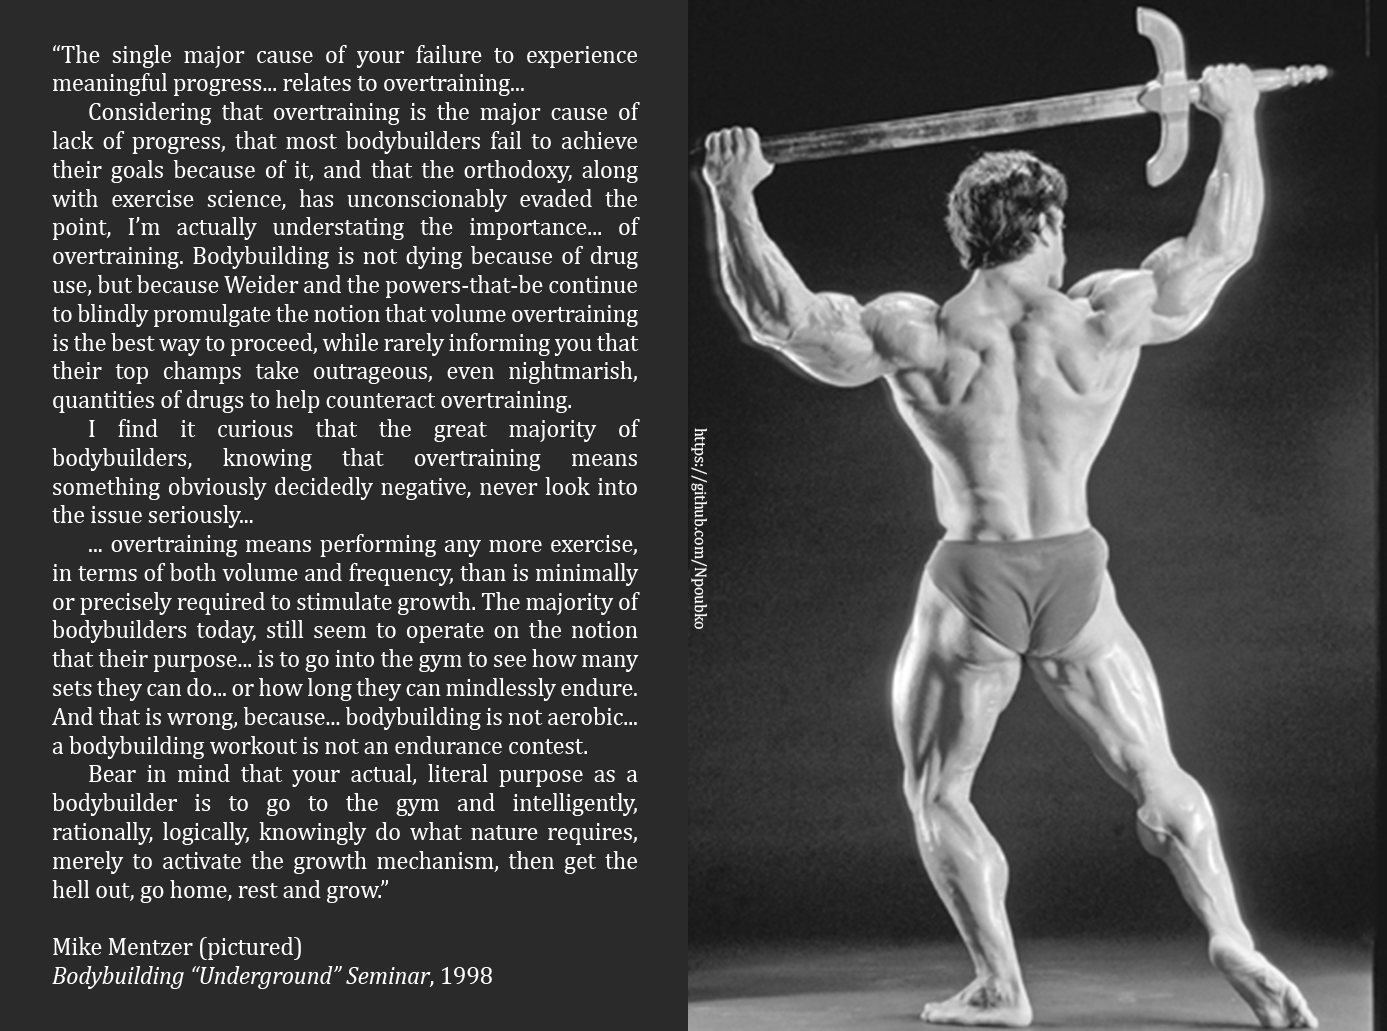 “The single major cause of your failure to experience
meaningful progress... relates to overtraining...
Considering that overtraining is the major cause of
lack of progress, that most bodybuilders fail to achieve
their goals because of it, and that the orthodoxy, along
with exercise science, has unconscionably evaded the
point, I’m actually understating the importance... of
overtraining. Bodybuilding is not dying because of drug
use, but because Weider and the powers-that-be continue
to blindly promulgate the notion that volume overtraining
is the best way to proceed, while rarely informing you that
their top champs take outrageous, even nightmarish,
quantities of drugs to help counteract overtraining.
I find it curious that the great majority of
bodybuilders, knowing that overtraining means
something obviously decidedly negative, never look into
the issue seriously...
... overtraining means performing any more exercise,
in terms of both volume and frequency, than is minimally
or precisely required to stimulate growth. The majority of
bodybuilders today, still seem to operate on the notion
that their purpose... is to go into the gym to see how many
sets they can do... or how long they can mindlessly endure.
And that is wrong, because... bodybuilding is not aerobic...
a bodybuilding workout is not an endurance contest.
Bear in mind that your actual, literal purpose as a
bodybuilder is to go to the gym and intelligently,
rationally, logically, knowingly do what nature requires,
merely to activate the growth mechanism, then get the
hell out, go home, rest and grow.”
Mike Mentzer (pictured)
Bodybuilding “Underground” Seminar, 1998
https://github.com/Npoubko